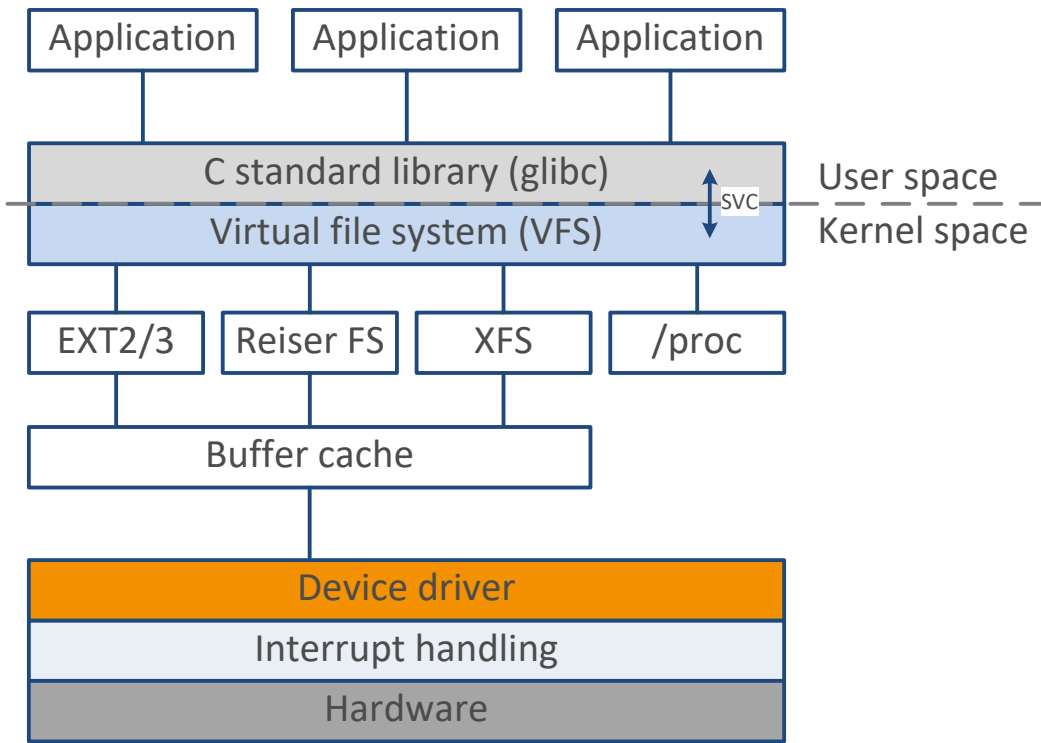 Application
Application
Application
C standard library (glibc)
SVC
User space
Virtual file system (VFS)
Kernel space
EXT2/3
Reiser FS
XFS
/proc
Buffer cache
Device driver
Interrupt handling
Hardware